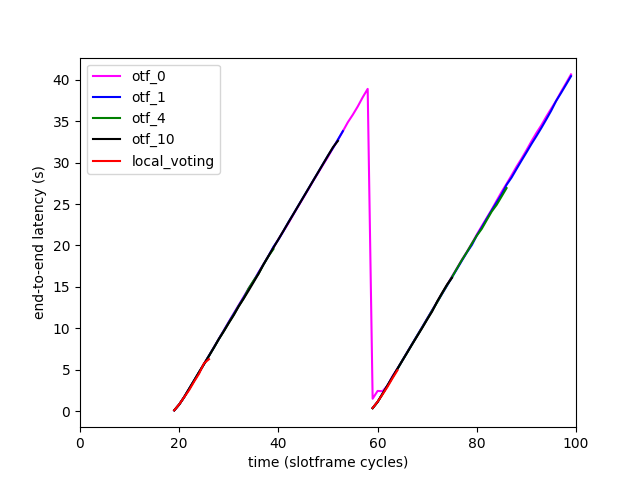 otf_0
otf_1
otf_4
otf_10
local_voting
end-to-end latency (s)
40
35
30
25
20
15
10
5
0
0 20 40 60 80 100
time (slotframe cycles)